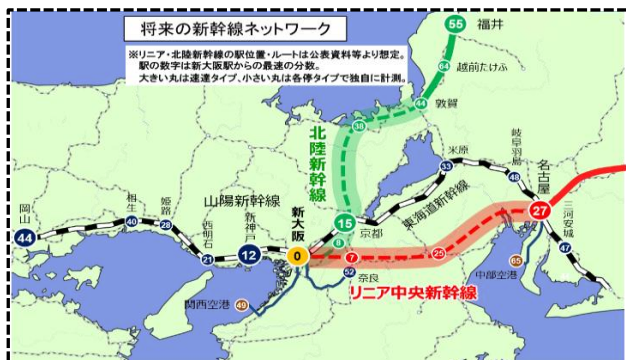 将来の新幹線ネットワーク
※リニア・北陸新幹線の駅位置・ルートは公表資料等より想定。
駅の数字は新大阪駅からの最速の分数。
大きい丸は速達タイプ、小さい丸は各停タイプで独自に計測。
55
福井
64
越前たけふ
44
敦賀
38
北陸新幹線
米原
33
岐阜羽島
48
名古屋
27
三河安城
47
東海道新幹線
15
京都
8
山陽新幹線
岡山
44
相生
40
姫路
28
西明石
21
新神戸
12
新大阪
0
7
25
52
奈良
リニア中央新幹線
関西空港
49
中部空港
65